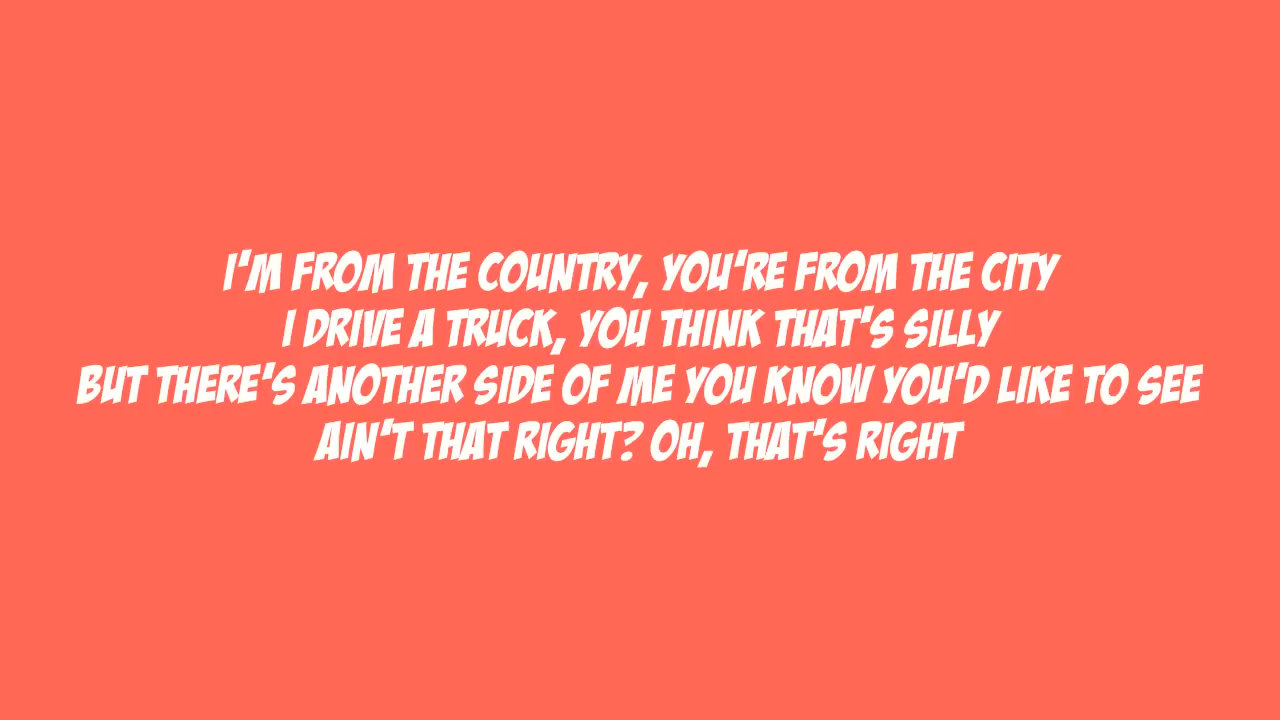 I'M FROM THE COUNTRY, YOU'RE FROM THE CITY
I DRIVE A TRUCK, YOU THINK THAT'S SILLY
BUT THERE'S ANOTHER SIDE OF ME YOU KNOW YOU'D LIKE TO SEE
AIN'T THAT RIGHT? OH, THAT'S RIGHT